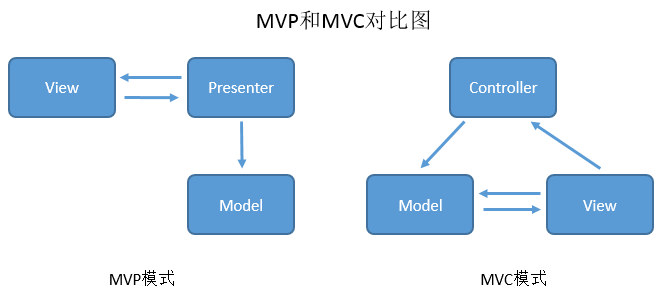 MVP和MVC对比图
View
Presenter
Model
MVP模式
Controller
Model
View
MVC模式